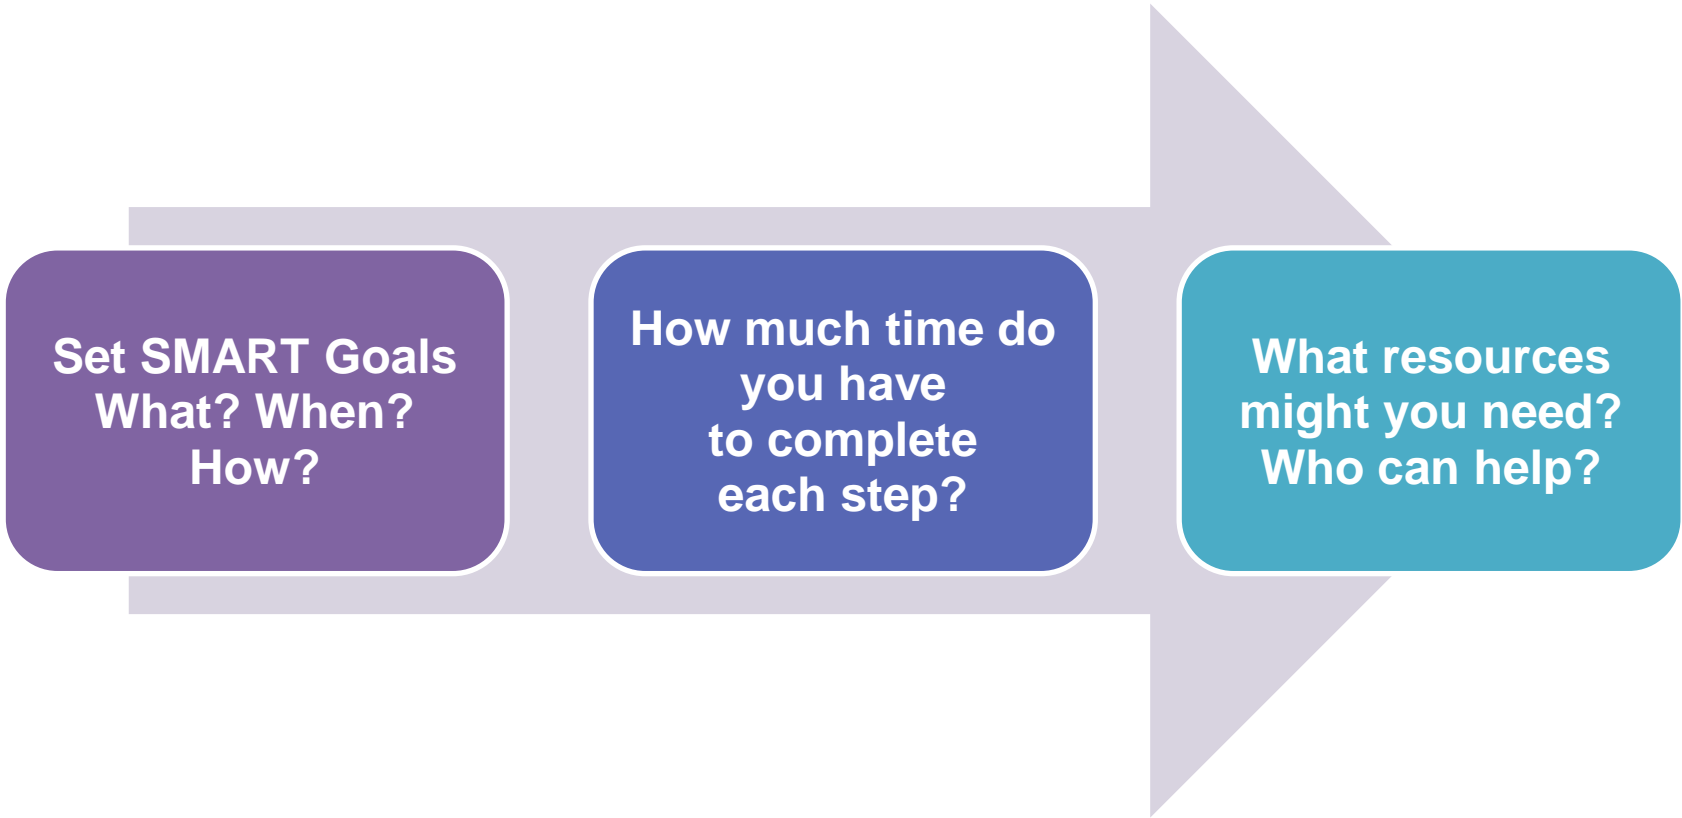 Set SMART Goals
What? When?
How?
How much time do
you have
to complete
each step?
What resources
might you need?
Who can help?